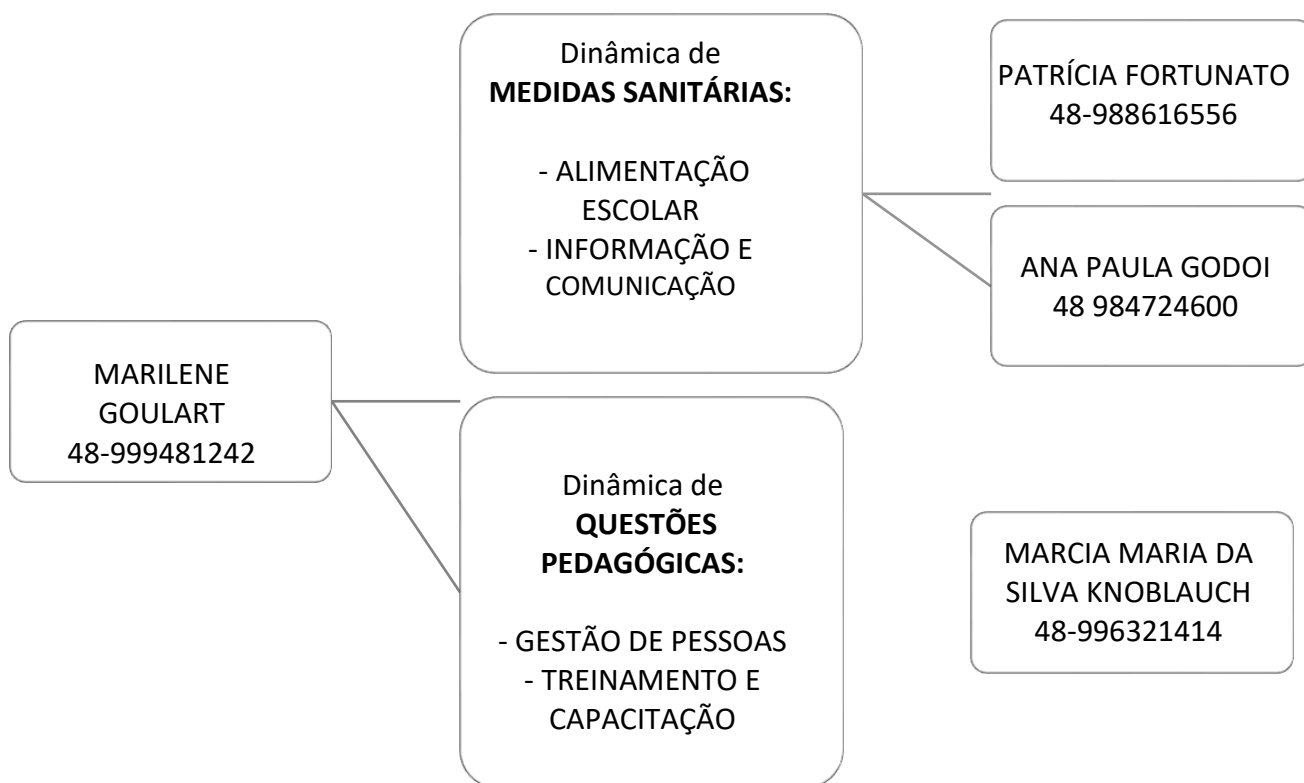 Dinâmica de
MEDIDAS SANITÁRIAS:
- ALIMENTAÇÃO
ESCOLAR
- INFORMAÇÃO E
COMUNICAÇÃO
PATRÍCIA FORTUNATO
48-988616556
ANA PAULA GODOI
48 984724600
MARILENE
GOULART
48-999481242
Dinâmica de
QUESTÕES
PEDAGÓGICAS:
- GESTÃO DE PESSOAS
- TREINAMENTO E
CAPACITAÇÃO
MARCIA MARIA DA
SILVA KNOBLAUCH
48-996321414